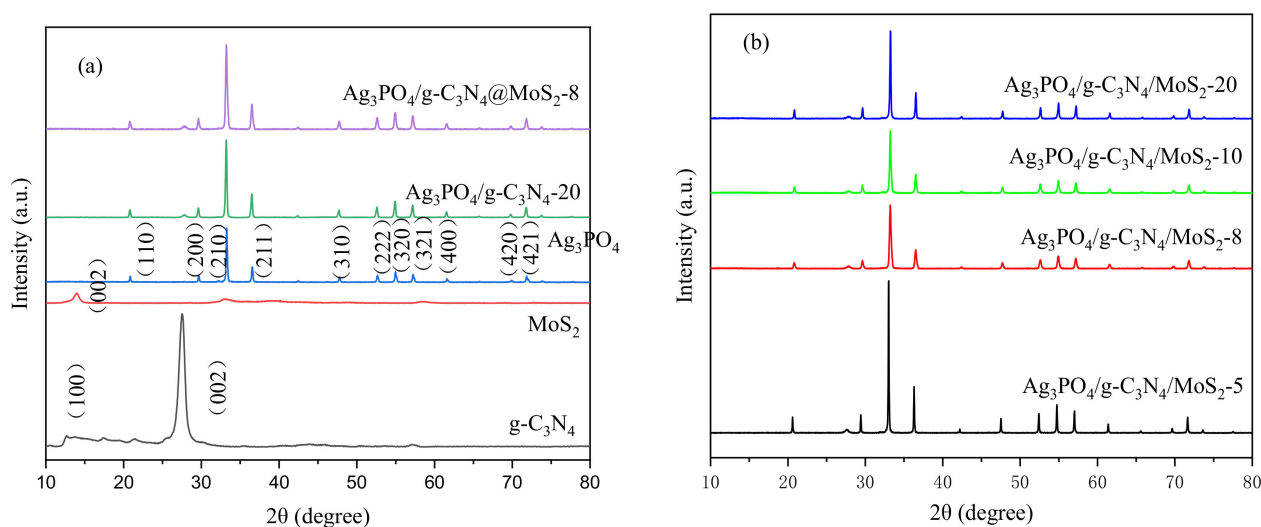 (a)
Ag₃PO₄/g-C₃N₄@MoS₂-8
Ag₃PO₄/g-C₃N₄-20
Ag₃PO₄
(110)
(200)
(210)
(211)
(310)
(222)
(320)
(321)
(400)
(420)
(421)
(002)
MoS₂
(100)
(002)
g-C₃N₄
Intensity (a.u.)
10 20 30 40 50 60 70 80
2θ (degree)
(b)
Ag₃PO₄/g-C₃N₄/MoS₂-20
Ag₃PO₄/g-C₃N₄/MoS₂-10
Ag₃PO₄/g-C₃N₄/MoS₂-8
Ag₃PO₄/g-C₃N₄/MoS₂-5
Intensity (a.u.)
10 20 30 40 50 60 70 80
2θ (degree)